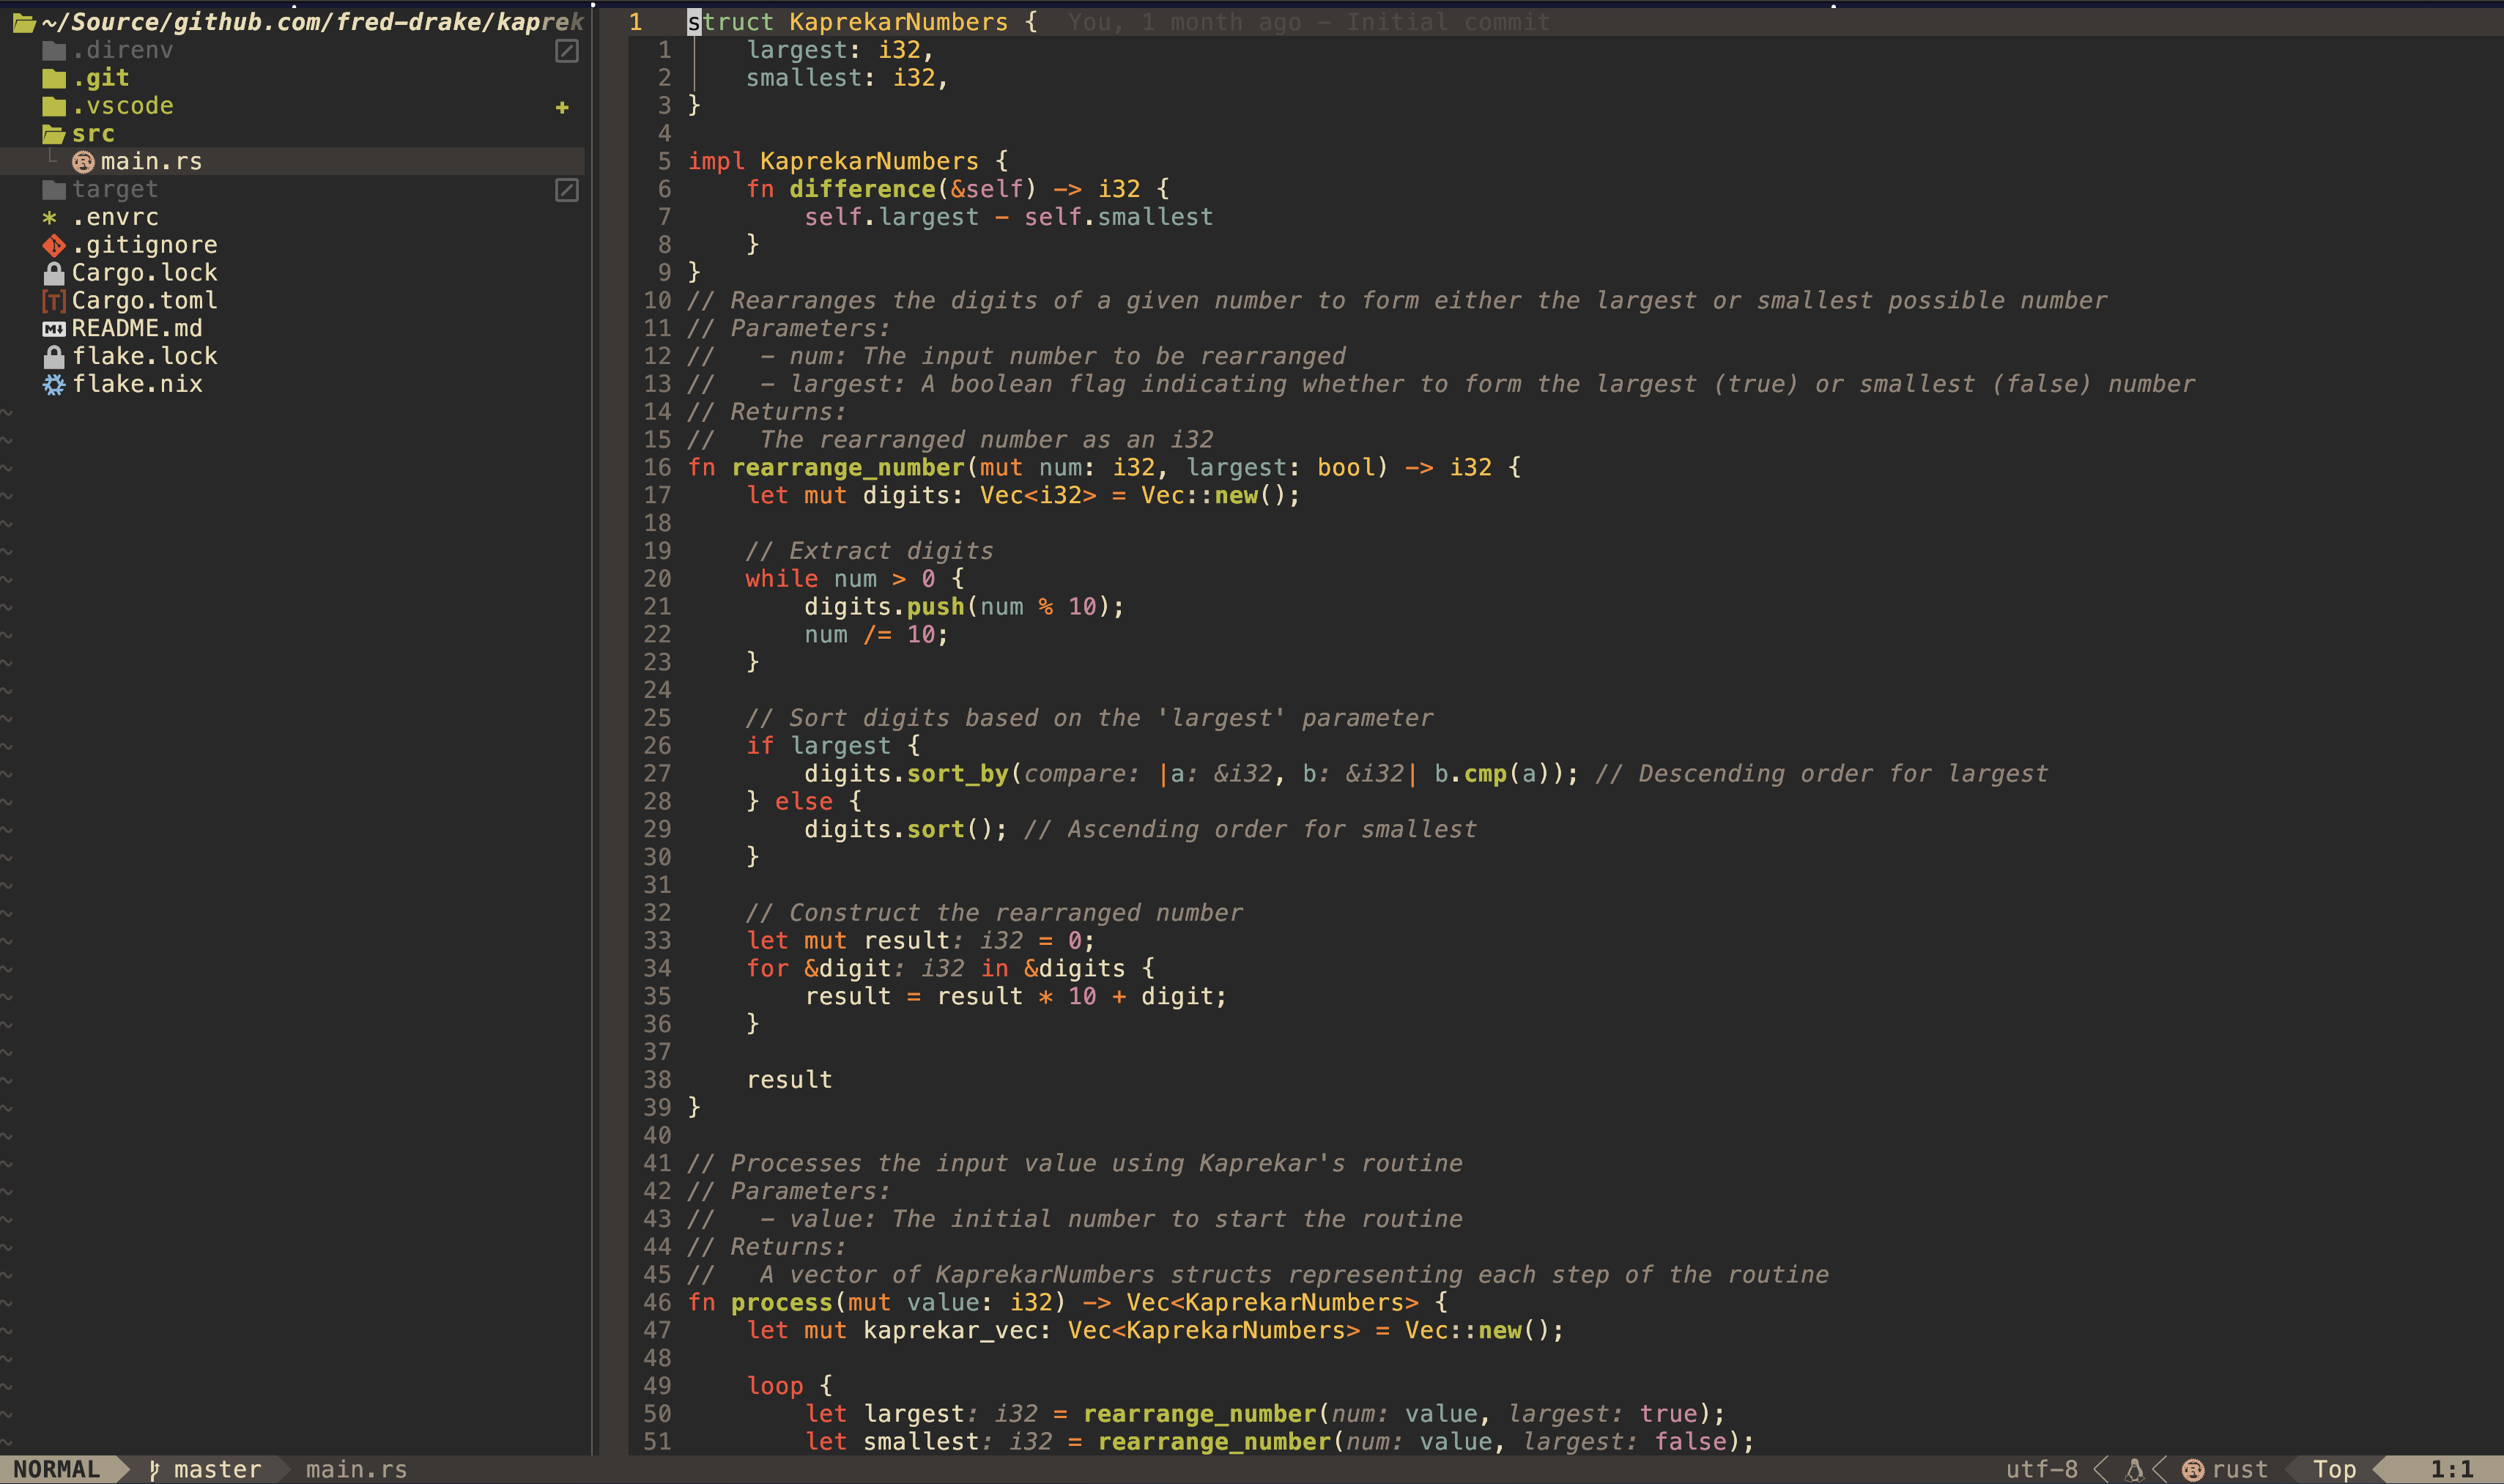 ~/Source/github.com/fred-drake/kaprek
.direnv
.git
.vscode +
src
main.rs
target
* .envrc
.gitignore
Cargo.lock
[T] Cargo.toml
M↓ README.md
flake.lock
flake.nix
1 struct KaprekarNumbers { You, 1 month ago - Initial commit
1     largest: i32,
2     smallest: i32,
3 }
4
5 impl KaprekarNumbers {
6     fn difference(&self) -> i32 {
7         self.largest - self.smallest
8     }
9 }
10 // Rearranges the digits of a given number to form either the largest or smallest possible number
11 // Parameters:
12 //   - num: The input number to be rearranged
13 //   - largest: A boolean flag indicating whether to form the largest (true) or smallest (false) number
14 // Returns:
15 //   The rearranged number as an i32
16 fn rearrange_number(mut num: i32, largest: bool) -> i32 {
17     let mut digits: Vec<i32> = Vec::new();
18
19     // Extract digits
20     while num > 0 {
21         digits.push(num % 10);
22         num /= 10;
23     }
24
25     // Sort digits based on the 'largest' parameter
26     if largest {
27         digits.sort_by(compare: |a: &i32, b: &i32| b.cmp(a)); // Descending order for largest
28     } else {
29         digits.sort(); // Ascending order for smallest
30     }
31
32     // Construct the rearranged number
33     let mut result: i32 = 0;
34     for &digit: i32 in &digits {
35         result = result * 10 + digit;
36     }
37
38     result
39 }
40
41 // Processes the input value using Kaprekar's routine
42 // Parameters:
43 //   - value: The initial number to start the routine
44 // Returns:
45 //   A vector of KaprekarNumbers structs representing each step of the routine
46 fn process(mut value: i32) -> Vec<KaprekarNumbers> {
47     let mut kaprekar_vec: Vec<KaprekarNumbers> = Vec::new();
48
49     loop {
50         let largest: i32 = rearrange_number(num: value, largest: true);
51         let smallest: i32 = rearrange_number(num: value, largest: false);
NORMAL master main.rs utf-8 rust Top 1:1